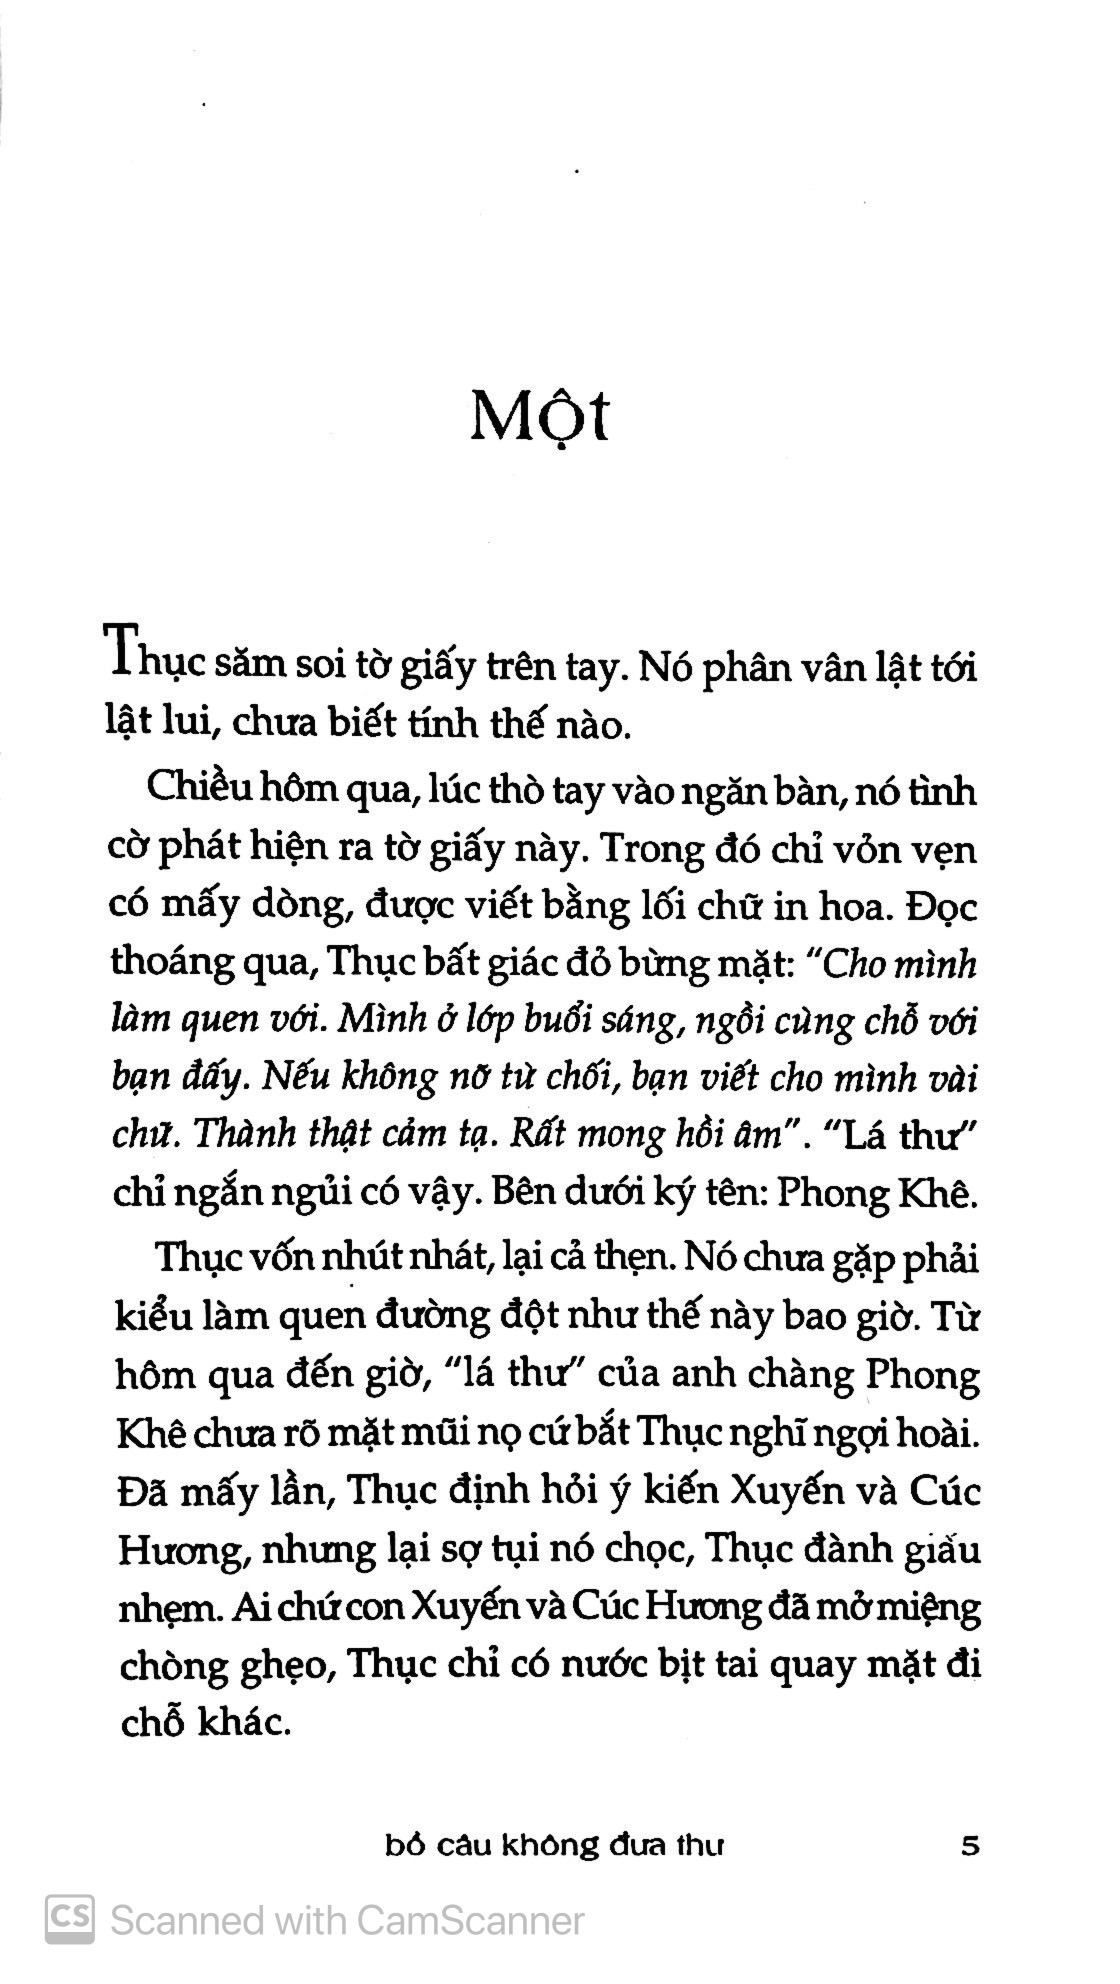 Một
Thục săm soi tờ giấy trên tay. Nó phân vân lật tới
lật lui, chưa biết tính thế nào.
Chiều hôm qua, lúc thò tay vào ngăn bàn, nó tình
cờ phát hiện ra tờ giấy này. Trong đó chỉ vỏn vẹn
có mấy dòng, được viết bằng lối chữ in hoa. Đọc
thoáng qua, Thục bất giác đỏ bừng mặt: “Cho mình
làm quen với. Mình ở lớp buổi sáng, ngồi cùng chỗ với
bạn đấy. Nếu không nỡ từ chối, bạn viết cho mình vài
chữ. Thành thật cảm tạ. Rất mong hồi âm”. “Lá thư”
chỉ ngắn ngủi có vậy. Bên dưới ký tên: Phong Khê.
Thục vốn nhút nhát, lại cả thẹn. Nó chưa gặp phải
kiểu làm quen đường đột như thế này bao giờ. Từ
hôm qua đến giờ, “lá thư” của anh chàng Phong
Khê chưa rõ mặt mũi nọ cứ bắt Thục nghĩ ngợi hoài.
Đã mấy lần, Thục định hỏi ý kiến Xuyến và Cúc
Hương, nhưng lại sợ tụi nó chọc, Thục đành giấu
nhẹm. Ai chứ con Xuyến và Cúc Hương đã mở miệng
chòng ghẹo, Thục chỉ có nước bịt tai quay mặt đi
chỗ khác.
bồ câu không đưa thư 5
CS Scanned with CamScanner